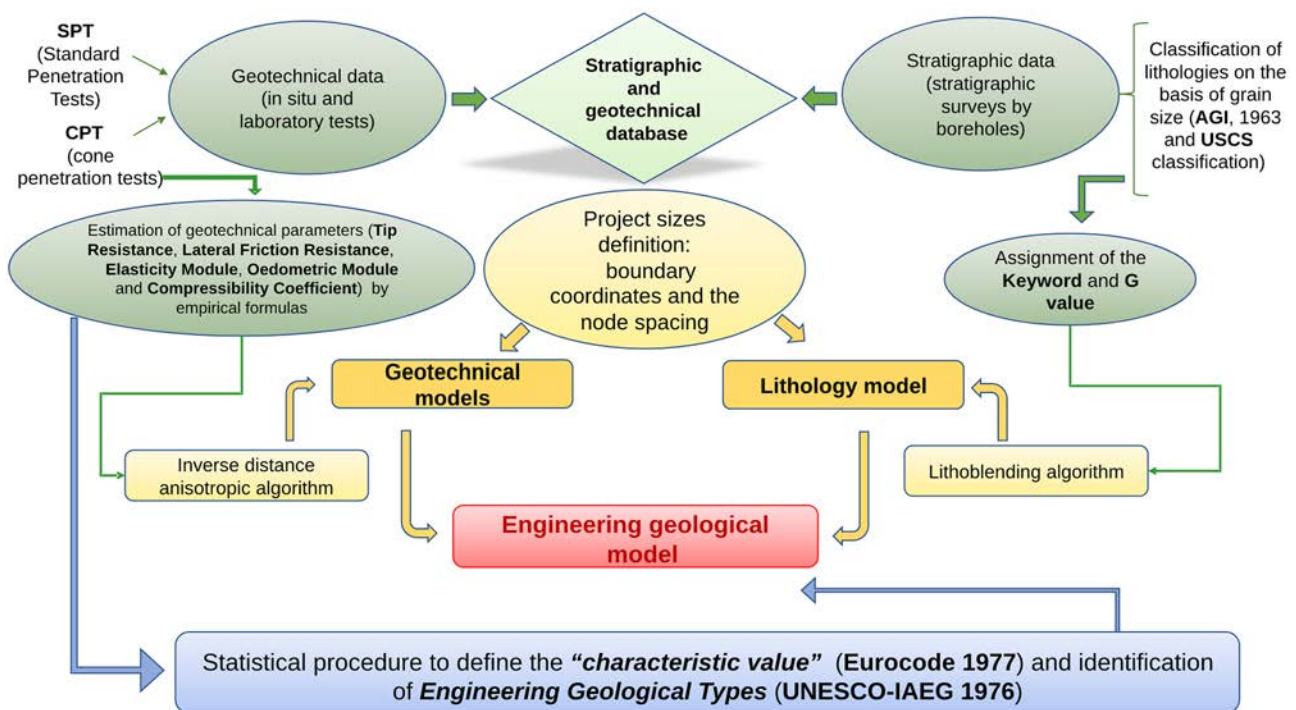 SPT
(Standard
Penetration
Tests)
CPT
(cone
penetration tests)
Geotechnical data
(in situ and
laboratory tests)
Stratigraphic
and
geotechnical
database
Stratigraphic data
(stratigraphic
surveys by
boreholes)
Classification of
lithologies on the
basis of grain
size (AGI, 1963
and USCS
classification)
Estimation of geotechnical parameters (Tip
Resistance, Lateral Friction Resistance,
Elasticity Module, Oedometric Module
and Compressibility Coefficient) by
empirical formulas
Project sizes
definition:
boundary
coordinates and the
node spacing
Assignment of the
Keyword and G
value
Geotechnical
models
Lithology model
Inverse distance
anisotropic algorithm
Lithoblending algorithm
Engineering geological
model
Statistical procedure to define the “characteristic value” (Eurocode 1977) and identification
of Engineering Geological Types (UNESCO-IAEG 1976)